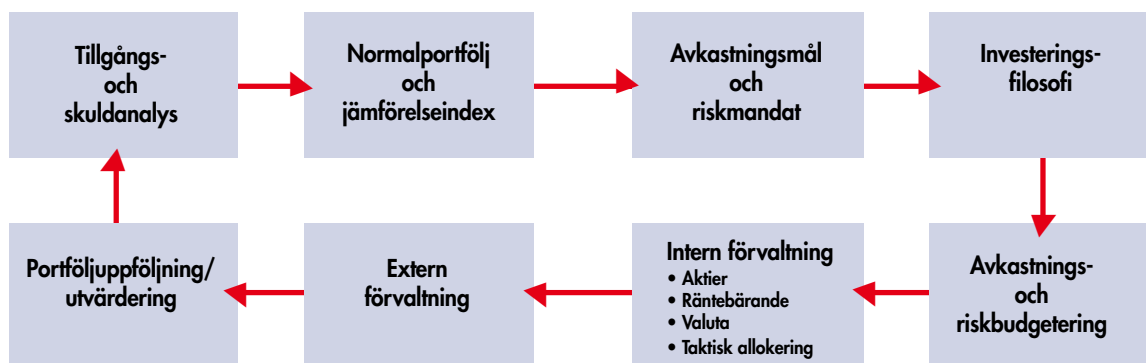 Tillgångs-
och
skuldanalys
Normalportfölj
och
jämförelseindex
Avkastningsmål
och
riskmandat
Investerings-
filosofi
Portföljuppföljning/
utvärdering
Extern
förvaltning
Intern förvaltning
• Aktier
• Räntebärande
• Valuta
• Taktisk allokering
Avkastnings-
och
riskbudgetering